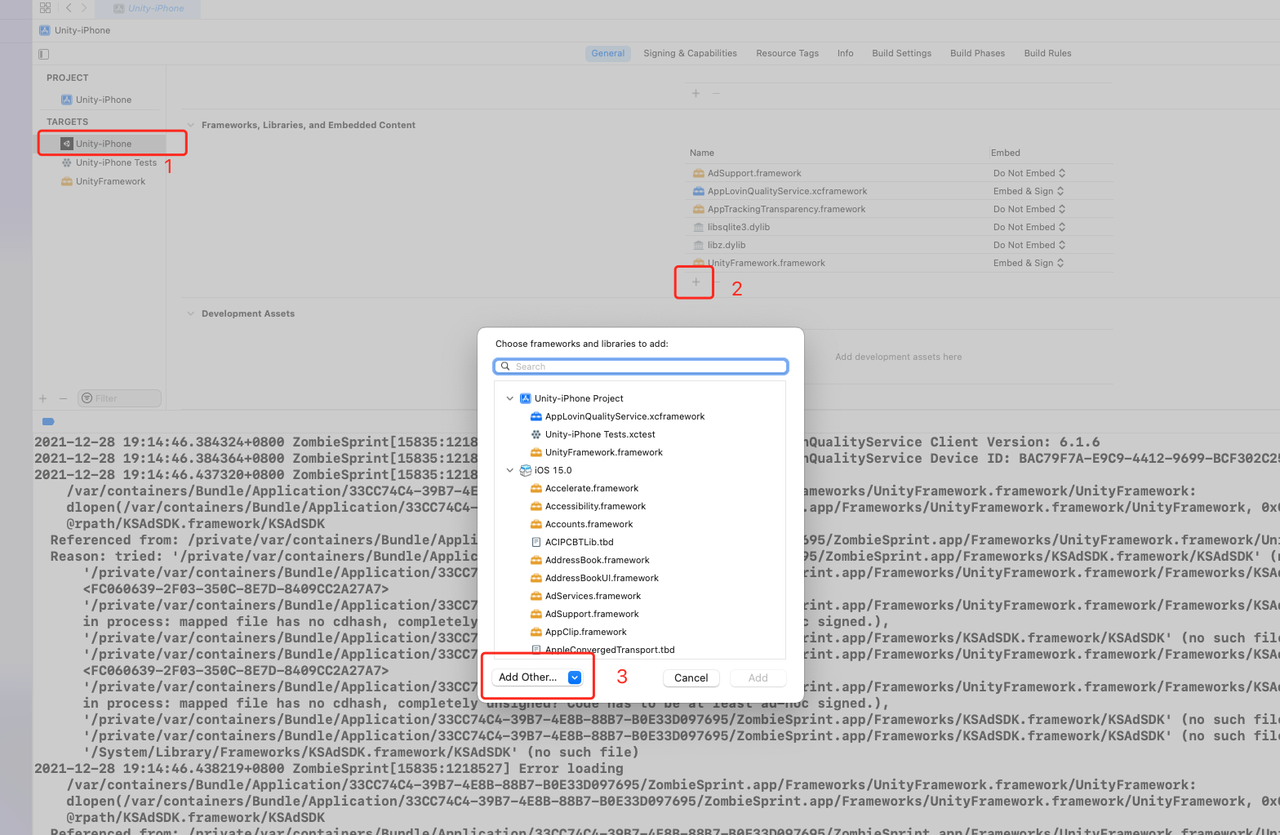 Unity-iPhone
Unity-iPhone
General Signing & Capabilities Resource Tags Info Build Settings Build Phases Build Rules
PROJECT
Unity-iPhone
TARGETS
Unity-iPhone
1
Unity-iPhone Tests
UnityFramework
Frameworks, Libraries, and Embedded Content
Name Embed
AdSupport.framework Do Not Embed
AppLovinQualityService.xcframework Embed & Sign
AppTrackingTransparency.framework Do Not Embed
libsqlite3.dylib Do Not Embed
libz.dylib Do Not Embed
UnityFramework.framework Embed & Sign
2
Development Assets
Add development assets here
Filter
Choose frameworks and libraries to add:
Search
Unity-iPhone Project
AppLovinQualityService.xcframework
Unity-iPhone Tests.xctest
UnityFramework.framework
iOS 15.0
Accelerate.framework
Accessibility.framework
Accounts.framework
ACIPCBTLib.tbd
AddressBook.framework
AddressBookUI.framework
AdServices.framework
AdSupport.framework
AppClip.framework
AppleConvergedTransport.tbd
Add Other... 3 Cancel Add
2021-12-28 19:14:46.384324+0800 ZombieSprint[15835:1218 nQualityService Client Version: 6.1.6
2021-12-28 19:14:46.384364+0800 ZombieSprint[15835:1218 nQualityService Device ID: BAC79F7A-E9C9-4412-9699-BCF302C25
2021-12-28 19:14:46.437320+0800 ZombieSprint[15835:1218
/var/containers/Bundle/Application/33CC74C4-39B7-4E ameworks/UnityFramework.framework/UnityFramework:
dlopen(/var/containers/Bundle/Application/33CC74C4- .app/Frameworks/UnityFramework.framework/UnityFramework, 0x
@rpath/KSAdSDK.framework/KSAdSDK
Referenced from: /private/var/containers/Bundle/Appli 695/ZombieSprint.app/Frameworks/UnityFramework.framework/Un
Reason: tried: '/private/var/containers/Bundle/Applic 5/ZombieSprint.app/Frameworks/KSAdSDK.framework/KSAdSDK' (n
'/private/var/containers/Bundle/Application/33CC7 rint.app/Frameworks/UnityFramework.framework/Frameworks/KSA
<FC060639-2F03-350C-8E7D-8409CC2A27A7>
'/private/var/containers/Bundle/Application/33CC7 rint.app/Frameworks/UnityFramework.framework/Frameworks/KSA
in process: mapped file has no cdhash, completely c signed.),
'/private/var/containers/Bundle/Application/33CC7 rint.app/Frameworks/KSAdSDK.framework/KSAdSDK' (no such file
'/private/var/containers/Bundle/Application/33CC7 rint.app/Frameworks/UnityFramework.framework/Frameworks/KSA
<FC060639-2F03-350C-8E7D-8409CC2A27A7>
'/private/var/containers/Bundle/Application/33CC7 rint.app/Frameworks/UnityFramework.framework/Frameworks/KSA
in process: mapped file has no cdhash, completely unsigned? Code has to be at least ad-hoc signed.),
'/private/var/containers/Bundle/Application/33CC74C4-39B7-4E8B-88B7-B0E33D097695/ZombieSprint.app/Frameworks/KSAdSDK.framework/KSAdSDK' (no such file
'/private/var/containers/Bundle/Application/33CC74C4-39B7-4E8B-88B7-B0E33D097695/ZombieSprint.app/Frameworks/KSAdSDK.framework/KSAdSDK' (no such file
'/System/Library/Frameworks/KSAdSDK.framework/KSAdSDK' (no such file)
2021-12-28 19:14:46.438219+0800 ZombieSprint[15835:1218527] Error loading
/var/containers/Bundle/Application/33CC74C4-39B7-4E8B-88B7-B0E33D097695/ZombieSprint.app/Frameworks/UnityFramework.framework/UnityFramework:
dlopen(/var/containers/Bundle/Application/33CC74C4-39B7-4E8B-88B7-B0E33D097695/ZombieSprint.app/Frameworks/UnityFramework.framework/UnityFramework, 0x
@rpath/KSAdSDK.framework/KSAdSDK
Referenced from: /private/var/containers/Bundle/Application/33CC74C4-39B7-4E8B-88B7-B0E33D097695/ZombieSprint.app/Frameworks/UnityFramework.framework/